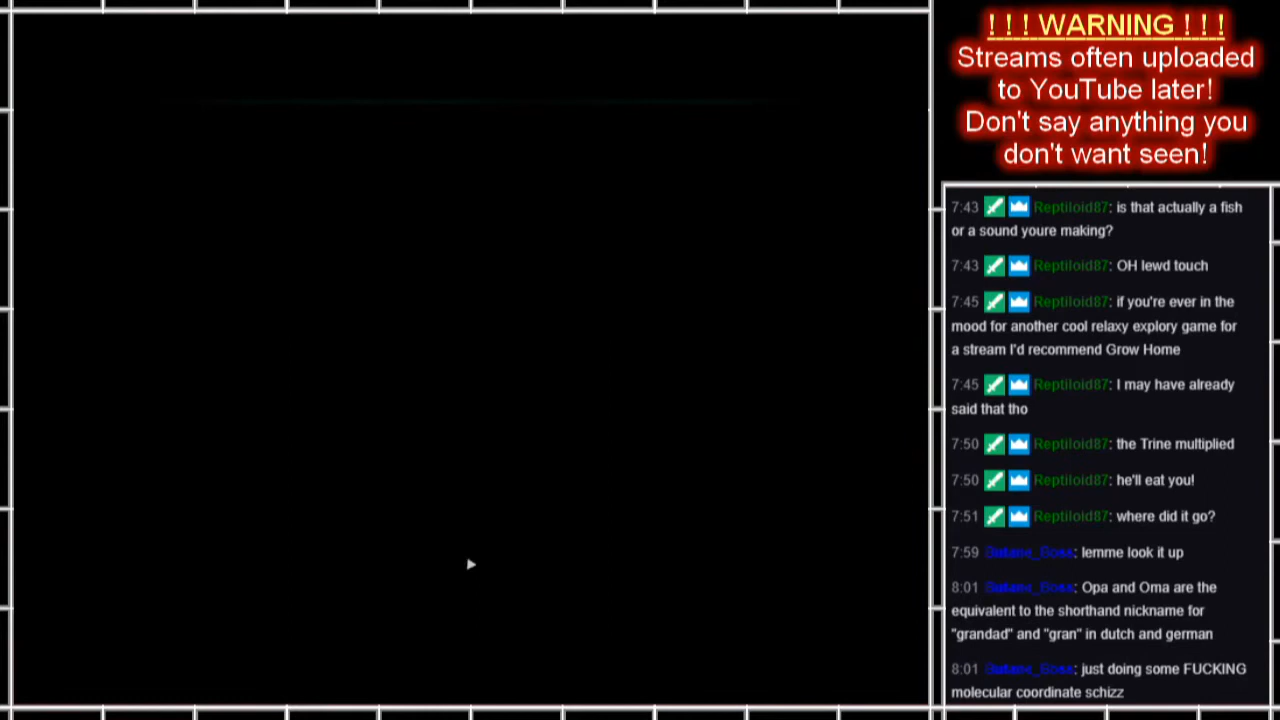 ! ! ! WARNING ! ! !
Streams often uploaded
to YouTube later!
Don't say anything you
don't want seen!
7:43 Reptiloid87: is that actually a fish
or a sound youre making?
7:43 Reptiloid87: OH lewd touch
7:45 Reptiloid87: if you're ever in the
mood for another cool relaxy explory game for
a stream I'd recommend Grow Home
7:45 Reptiloid87: I may have already
said that tho
7:50 Reptiloid87: the Trine multiplied
7:50 Reptiloid87: he'll eat you!
7:51 Reptiloid87: where did it go?
7:59 Butane_Boss: lemme look it up
8:01 Butane_Boss: Opa and Oma are the
equivalent to the shorthand nickname for
"grandad" and "gran" in dutch and german
8:01 Butane_Boss: just doing some FUCKING
molecular coordinate schizz